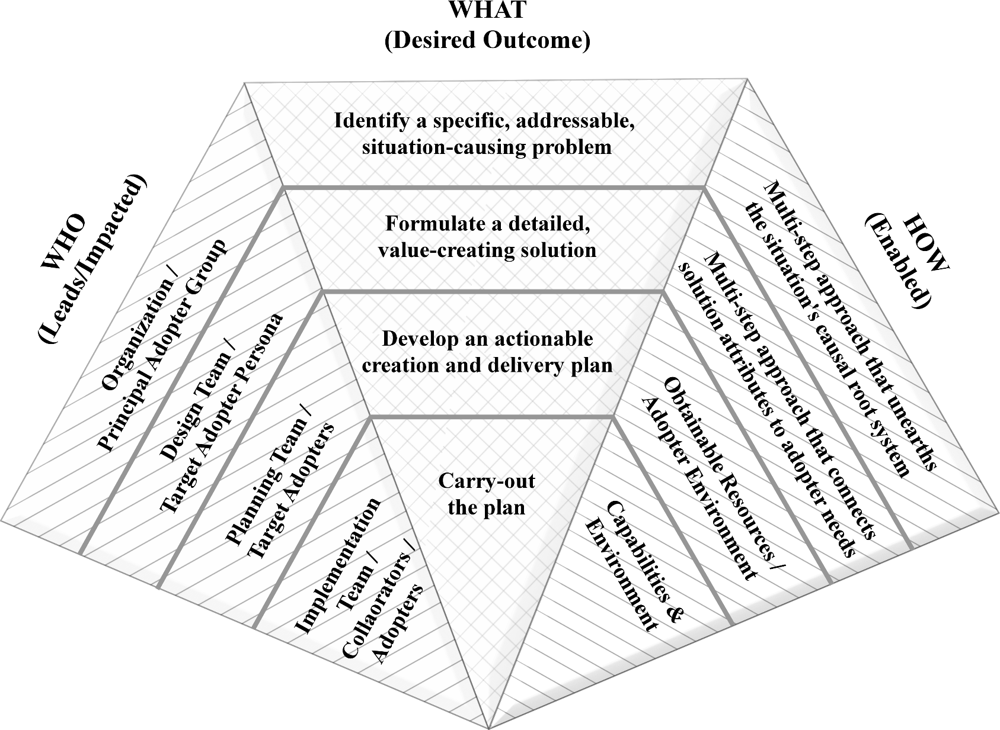 WHAT
(Desired Outcome)
Identify a specific, addressable,
situation-causing problem
Formulate a detailed,
value-creating solution
Develop an actionable
creation and delivery plan
Carry-out
the plan
WHO
(Leads/Impacted)
Organization /
Principal Adopter Group
Design Team /
Target Adopter Persona
Planning Team /
Target Adopters
Implementation
Team /
Collaorators /
Adopters
HOW
(Enabled)
Multi-step approach that unearths
the situation's causal root system
Multi-step approach that connects
solution attributes to adopter needs
Obtainable Resources /
Adopter Environment
Capabilities &
Environment